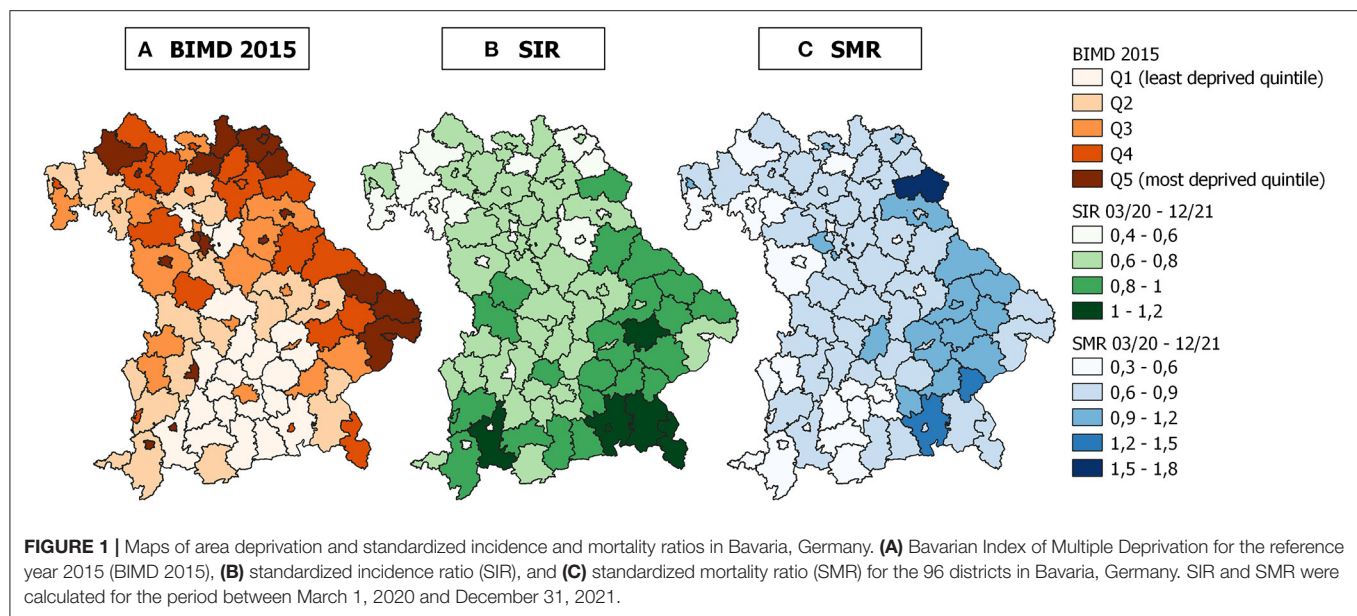 A BIMD 2015
B SIR
C SMR
BIMD 2015
Q1 (least deprived quintile)
Q2
Q3
Q4
Q5 (most deprived quintile)
SIR 03/20 - 12/21
0,4 - 0,6
0,6 - 0,8
0,8 - 1
1 - 1,2
SMR 03/20 - 12/21
0,3 - 0,6
0,6 - 0,9
0,9 - 1,2
1,2 - 1,5
1,5 - 1,8
FIGURE 1 | Maps of area deprivation and standardized incidence and mortality ratios in Bavaria, Germany. (A) Bavarian Index of Multiple Deprivation for the reference
year 2015 (BIMD 2015), (B) standardized incidence ratio (SIR), and (C) standardized mortality ratio (SMR) for the 96 districts in Bavaria, Germany. SIR and SMR were
calculated for the period between March 1, 2020 and December 31, 2021.